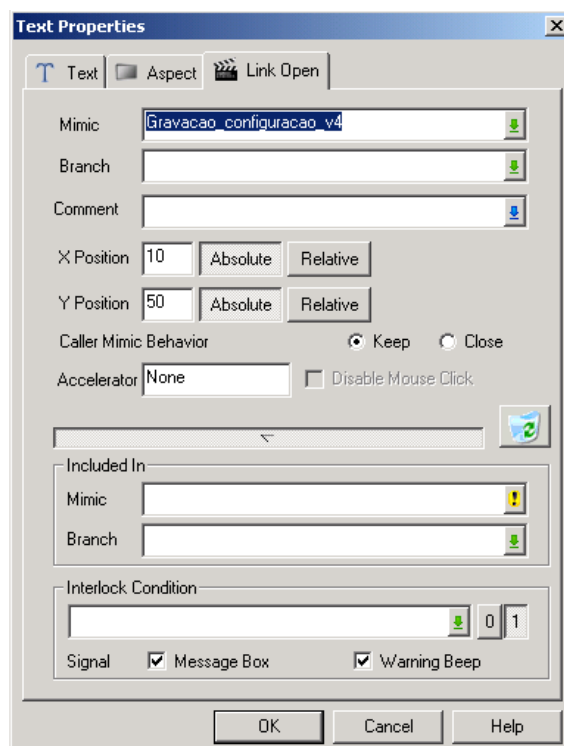 Text Properties
Text Aspect Link Open
Mimic Gravacao_configuracao_v4
Branch
Comment
X Position 10 Absolute Relative
Y Position 50 Absolute Relative
Caller Mimic Behavior Keep Close
Accelerator None Disable Mouse Click
Included In
Mimic
Branch
Interlock Condition
0 1
Signal Message Box Warning Beep
OK Cancel Help